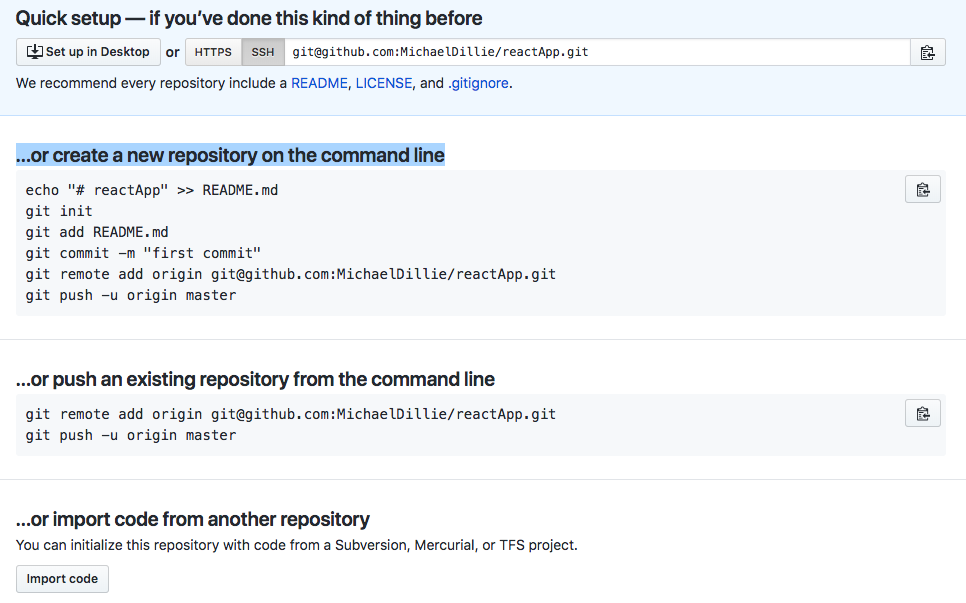 Quick setup — if you’ve done this kind of thing before
Set up in Desktop or HTTPS SSH git@github.com:MichaelDillie/reactApp.git
We recommend every repository include a README, LICENSE, and .gitignore.
…or create a new repository on the command line
echo "# reactApp" >> README.md
git init
git add README.md
git commit -m "first commit"
git remote add origin git@github.com:MichaelDillie/reactApp.git
git push -u origin master
…or push an existing repository from the command line
git remote add origin git@github.com:MichaelDillie/reactApp.git
git push -u origin master
…or import code from another repository
You can initialize this repository with code from a Subversion, Mercurial, or TFS project.
Import code